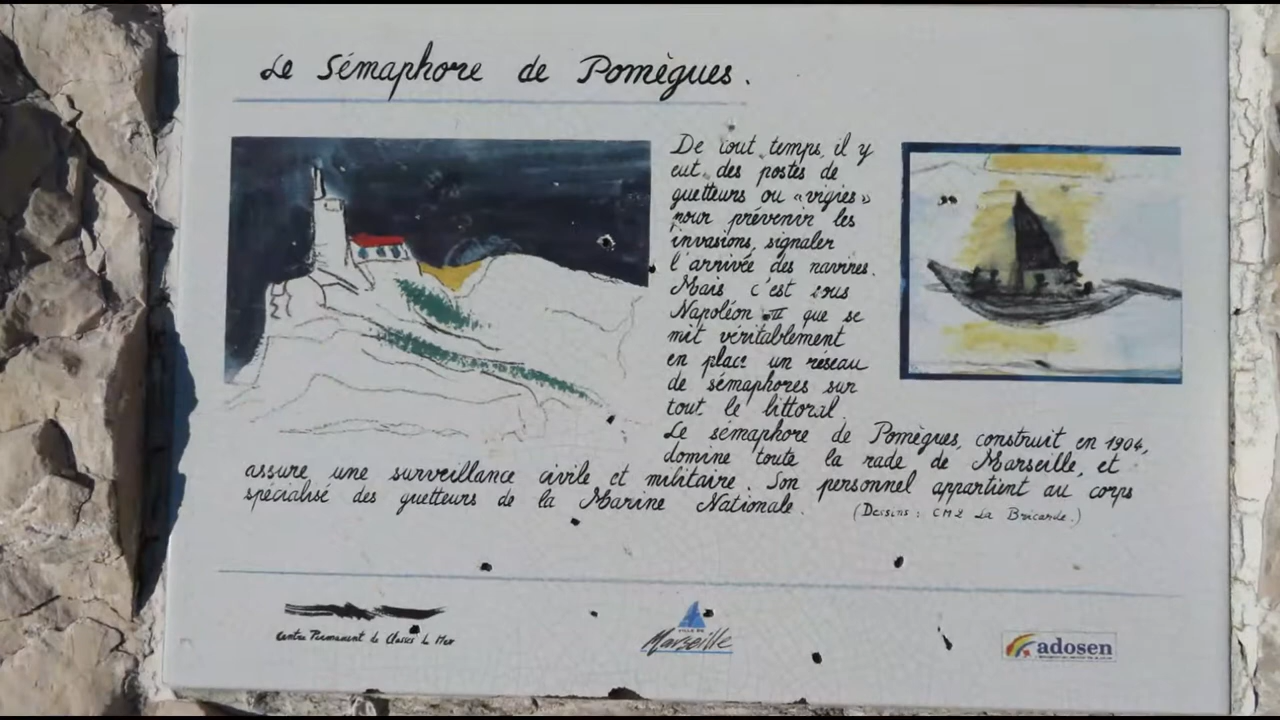 Le Sémaphore de Pomègues.
De tout temps, il y
eut des postes de
guetteurs ou «vigies»
pour prévenir les
invasions, signaler
l'arrivée des navires.
Mais c'est sous
Napoléon que se
mit véritablement
en place un réseau
de sémaphores sur
tout le littoral.
Le sémaphore de Pomègues, construit en 1904,
domine toute la rade de Marseille, et
assure une surveillance civile et militaire. Son personnel appartient au corps
spécialisé des guetteurs de la Marine Nationale.
(Dessins : CM2 La Bricarde.)
Centre Permanent de Classes de Mer
VILLE DE
Marseille
adosen